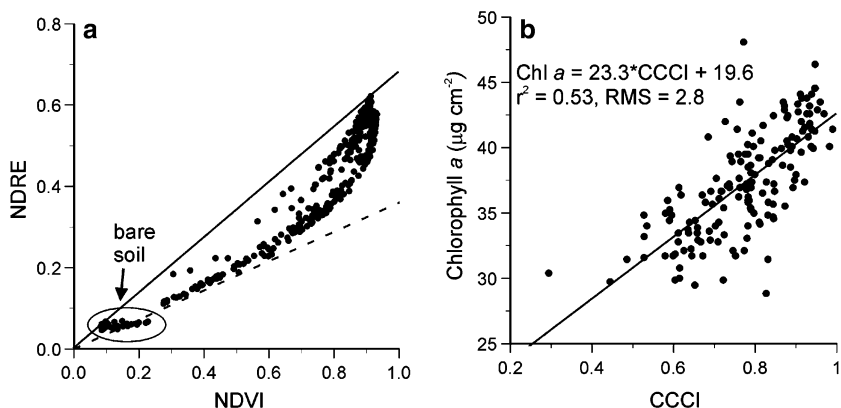 a
0.8
0.6
0.4
0.2
0.0
NDRE
bare
soil
0.0 0.2 0.4 0.6 0.8 1.0
NDVI
b
50
45
40
35
30
25
Chlorophyll a (µg cm-2)
Chl a = 23.3*CCCI + 19.6
r2 = 0.53, RMS = 2.8
0.2 0.4 0.6 0.8 1
CCCI